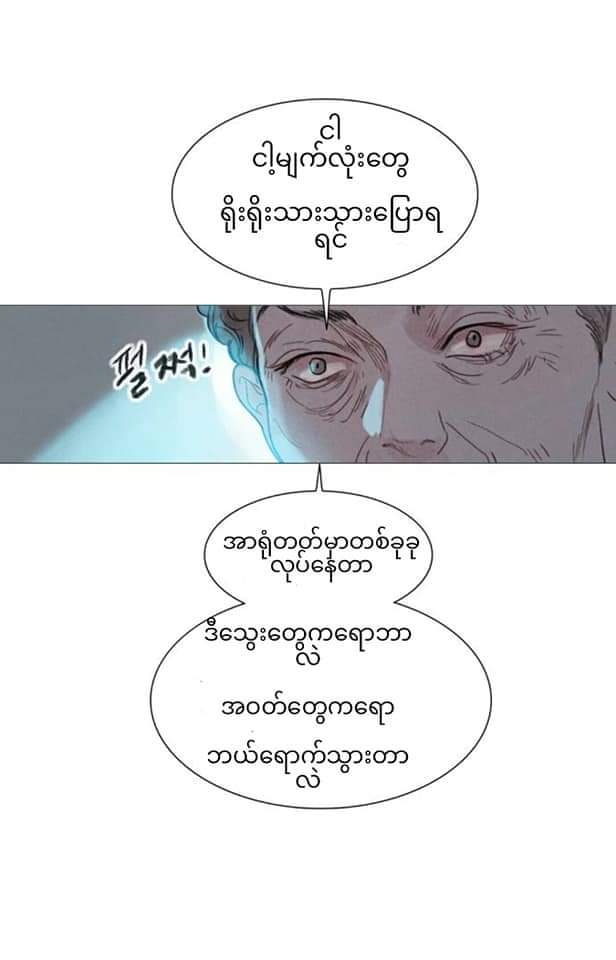 ငါ
ငါ့မျက်လုံးတွေ
ရိုးရိုးသားသားပြောရ
ရင်
펄쩍!
အာရုံတတ်မှာတစ်ခုခု
လုပ်နေတာ
ဒီသွေးတွေကရောဘာ
လဲ
အဝတ်တွေကရော
ဘယ်ရောက်သွားတာ
လဲ